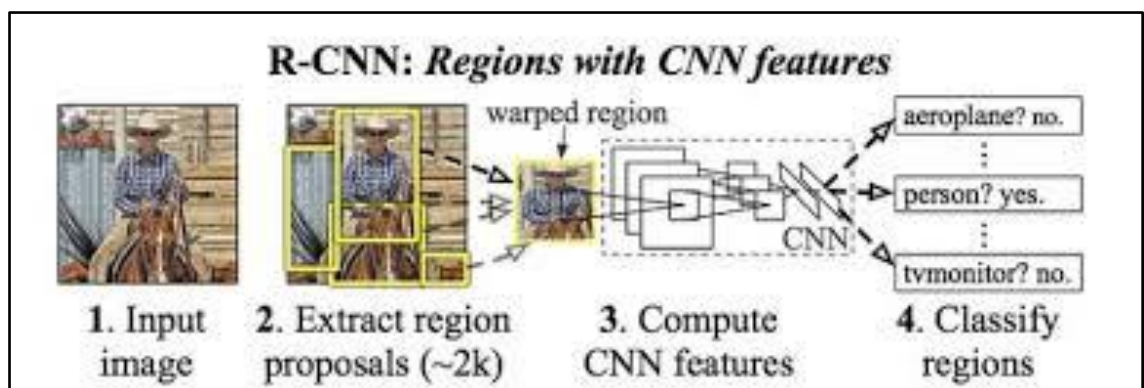 R-CNN: Regions with CNN features
warped region
aeroplane? no.
person? yes.
CNN
tvmonitor? no.
1. Input
image
2. Extract region
proposals (~2k)
3. Compute
CNN features
4. Classify
regions